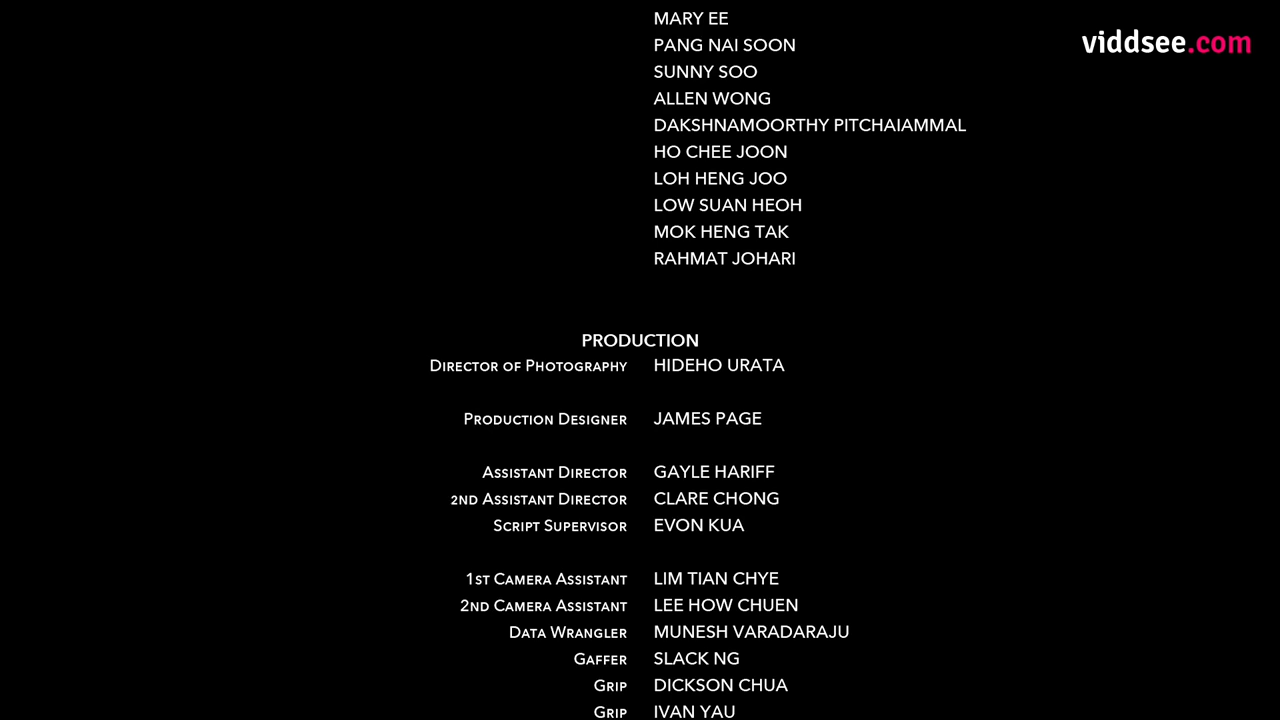 MARY EE
viddsee.com
PANG NAI SOON
SUNNY SOO
ALLEN WONG
DAKSHNAMOORTHY PITCHAIAMMAL
HO CHEE JOON
LOH HENG JOO
LOW SUAN HEOH
MOK HENG TAK
RAHMAT JOHARI
PRODUCTION
Director of Photography HIDEHO URATA
Production Designer JAMES PAGE
Assistant Director GAYLE HARIFF
2nd Assistant Director CLARE CHONG
Script Supervisor EVON KUA
1st Camera Assistant LIM TIAN CHYE
2nd Camera Assistant LEE HOW CHUEN
Data Wrangler MUNESH VARADARAJU
Gaffer SLACK NG
Grip DICKSON CHUA
Grip IVAN YAU